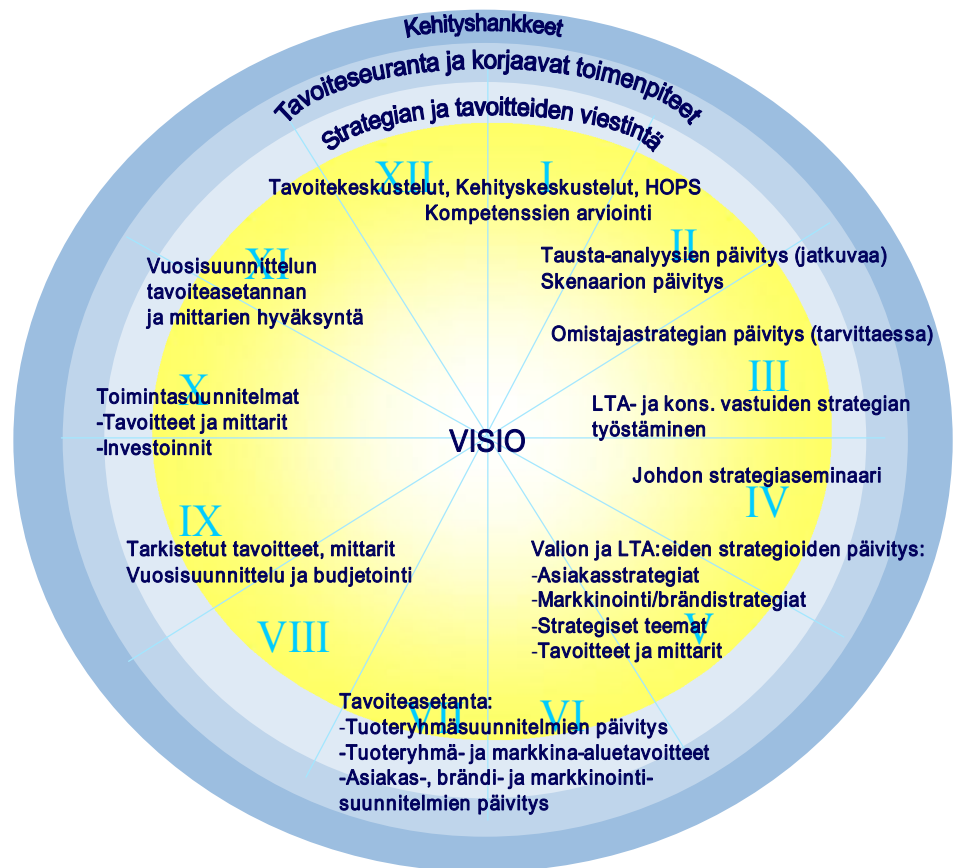 Kehityshankkeet
Tavoiteseuranta ja korjaavat toimenpiteet
Strategian ja tavoitteiden viestintä
XII
I
Tavoitekeskustelut, Kehityskeskustelut, HOPS
Kompetenssien arviointi
II
Tausta-analyysien päivitys (jatkuvaa)
Skenaarion päivitys
XI
Vuosisuunnittelun
tavoiteasetannan
ja mittarien hyväksyntä
Omistajastrategian päivitys (tarvittaessa)
III
LTA- ja kons. vastuiden strategian
työstäminen
X
Toimintasuunnitelmat
-Tavoitteet ja mittarit
-Investoinnit
VISIO
Johdon strategiaseminaari
IV
IX
Tarkistetut tavoitteet, mittarit
Vuosisuunnittelu ja budjetointi
Valion ja LTA:eiden strategioiden päivitys:
-Asiakasstrategiat
-Markkinointi/brändistrategiat
-Strategiset teemat
-Tavoitteet ja mittarit
V
VIII
VII
VI
Tavoiteasetanta:
-Tuoteryhmäsuunnitelmien päivitys
-Tuoteryhmä- ja markkina-aluetavoitteet
-Asiakas-, brändi- ja markkinointi-
suunnitelmien päivitys